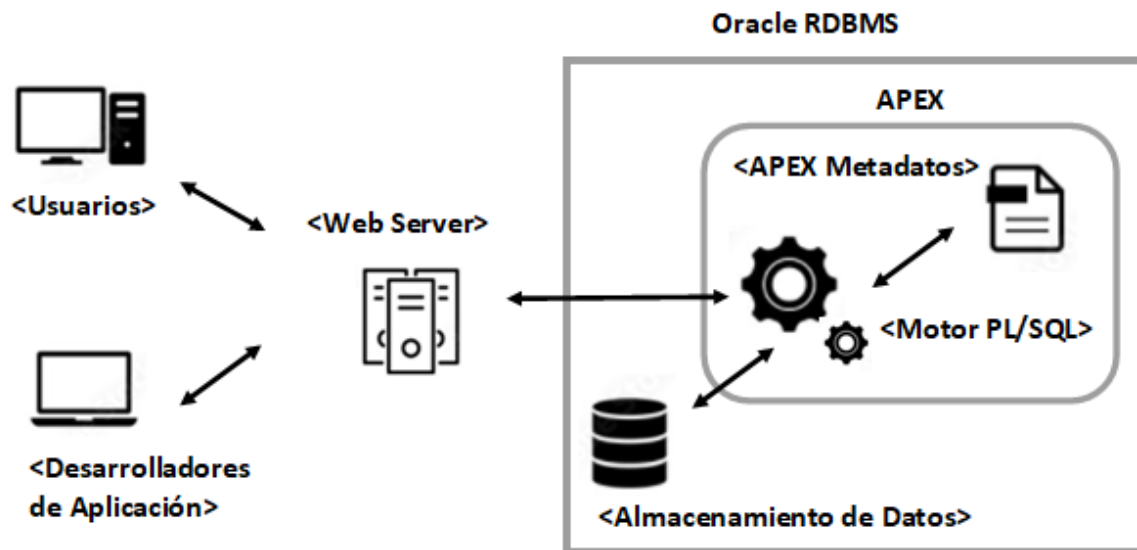 Oracle RDBMS
APEX
<APEX Metadatos>
<Usuarios>
<Web Server>
<Motor PL/SQL>
<Desarrolladores
de Aplicación>
<Almacenamiento de Datos>